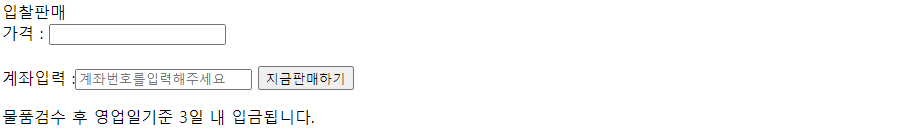 입찰판매
가격 :
계좌입력 : 계좌번호를입력해주세요 지금판매하기
물품검수 후 영업일기준 3일 내 입금됩니다.